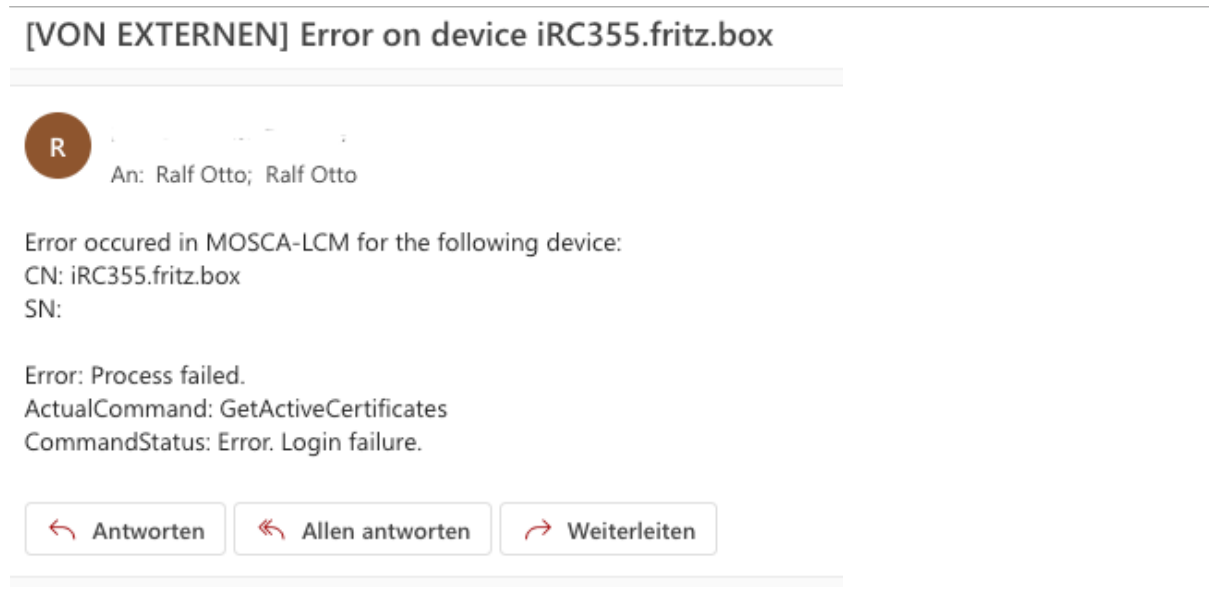 [VON EXTERNEN] Error on device iRC355.fritz.box
R
An: Ralf Otto; Ralf Otto
Error occured in MOSCA-LCM for the following device:
CN: iRC355.fritz.box
SN:
Error: Process failed.
ActualCommand: GetActiveCertificates
CommandStatus: Error. Login failure.
Antworten
Allen antworten
Weiterleiten